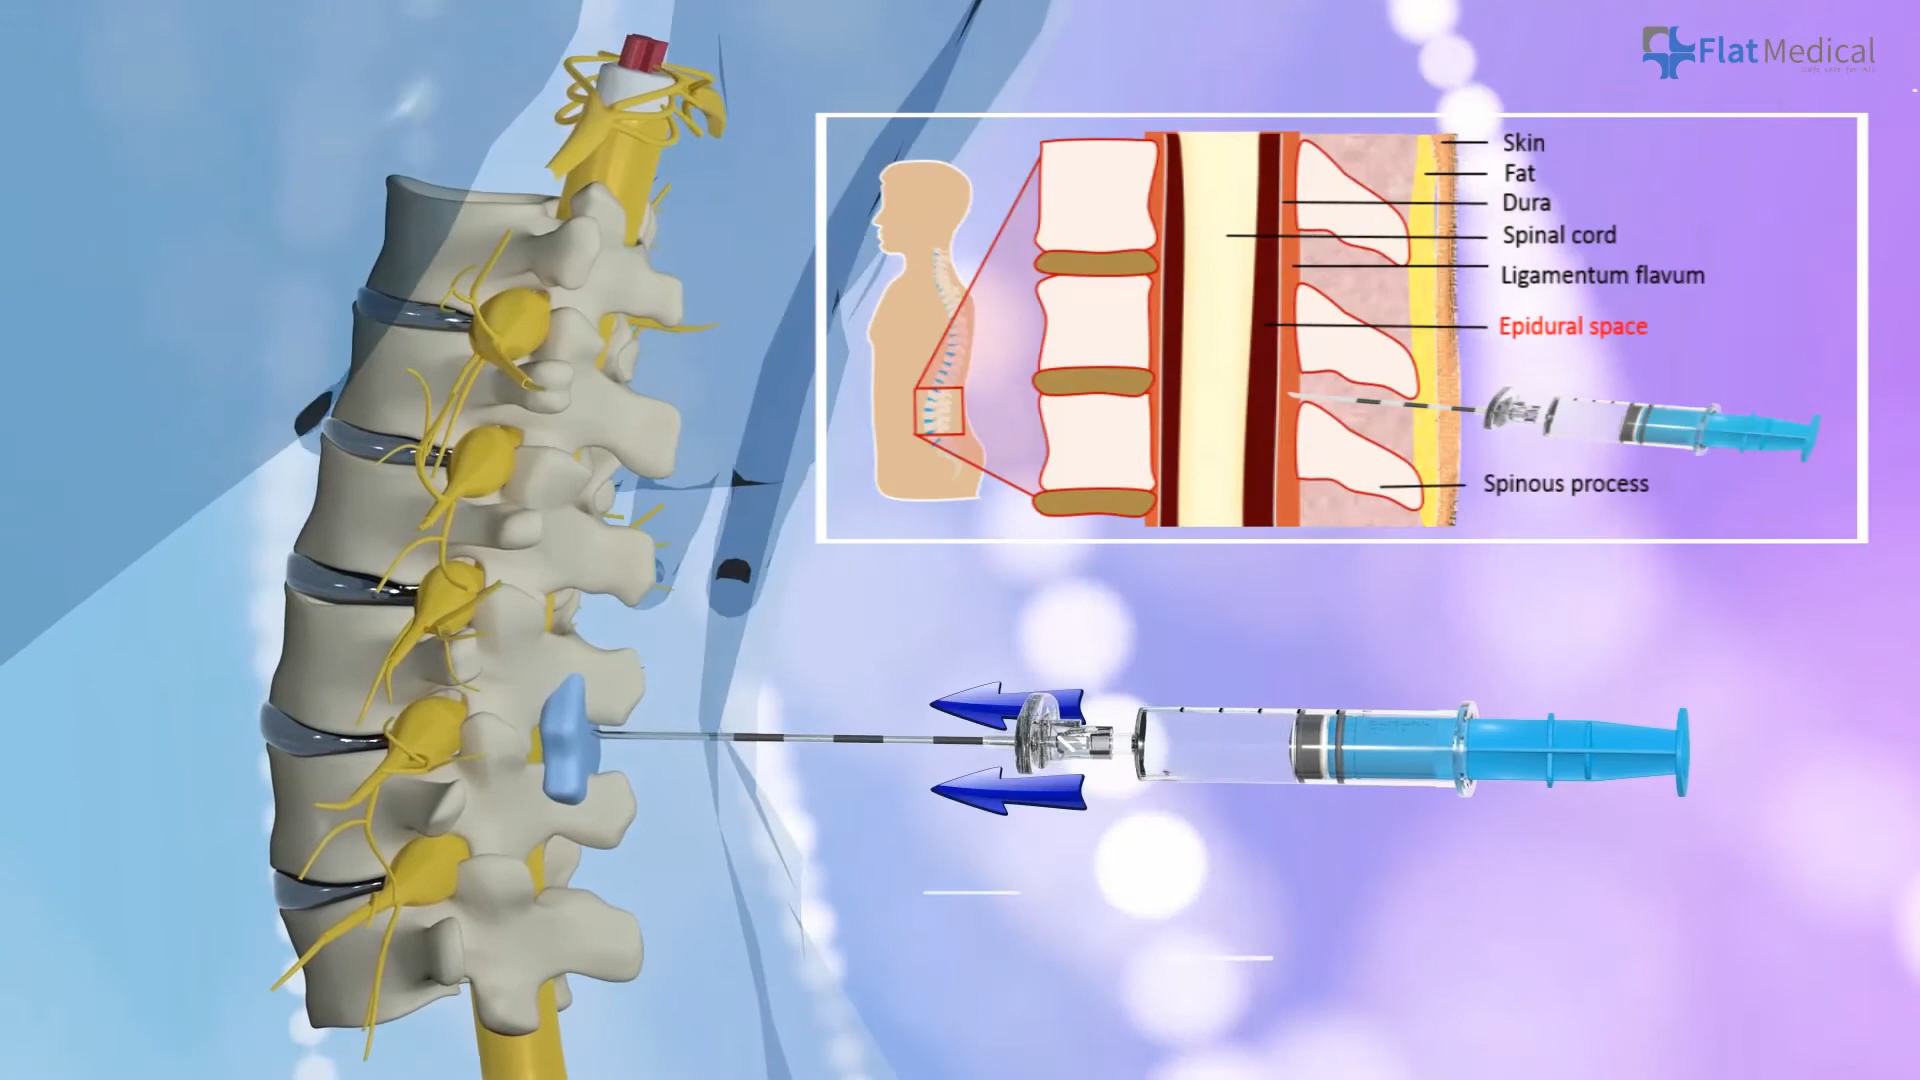 Flat Medical
Skin
Fat
Dura
Spinal cord
Ligamentum flavum
Epidural space
Spinous process